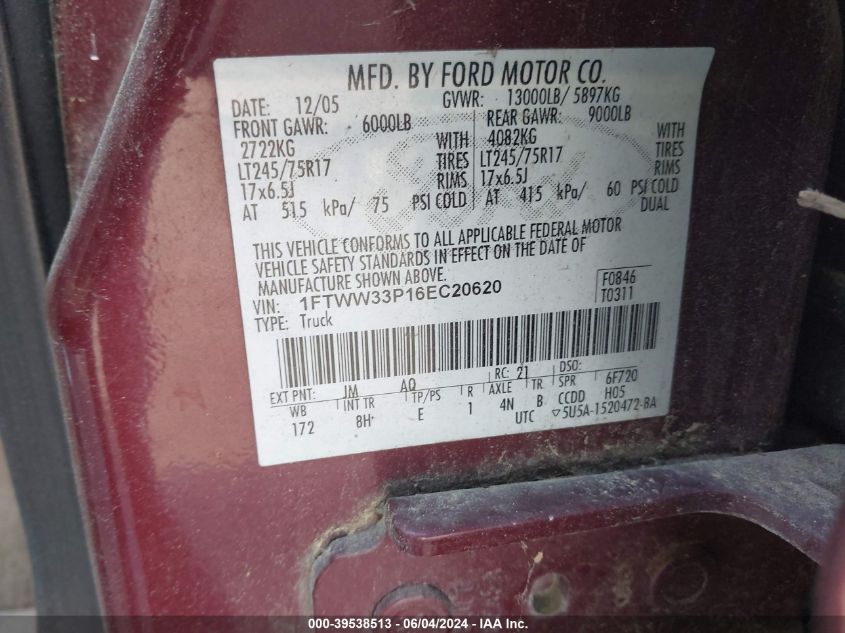 MFD. BY FORD MOTOR CO.
DATE: 12/05 GVWR: 13000LB/ 5897KG
FRONT GAWR: 6000LB REAR GAWR: 9000LB
2722KG WITH 4082KG WITH
LT245/75R17 TIRES LT245/75R17 TIRES
17x6.5J RIMS 17x6.5J RIMS
AT 515 kPa/ 75 PSI COLD AT 415 kPa/ 60 PSI COLD
DUAL
THIS VEHICLE CONFORMS TO ALL APPLICABLE FEDERAL MOTOR
VEHICLE SAFETY STANDARDS IN EFFECT ON THE DATE OF
MANUFACTURE SHOWN ABOVE.
VIN: 1FTWW33P16EC20620 F0846
TYPE: Truck T0311
EXT PNT: JM AQ RC: 21 DSO:
WB INT TR TP/PS R AXLE TR SPR 6F720
172 8H E 1 4N B CCDD H05
UTC ▽5U5A-1520472-BA
000-39538513 - 06/04/2024 - IAAI.com